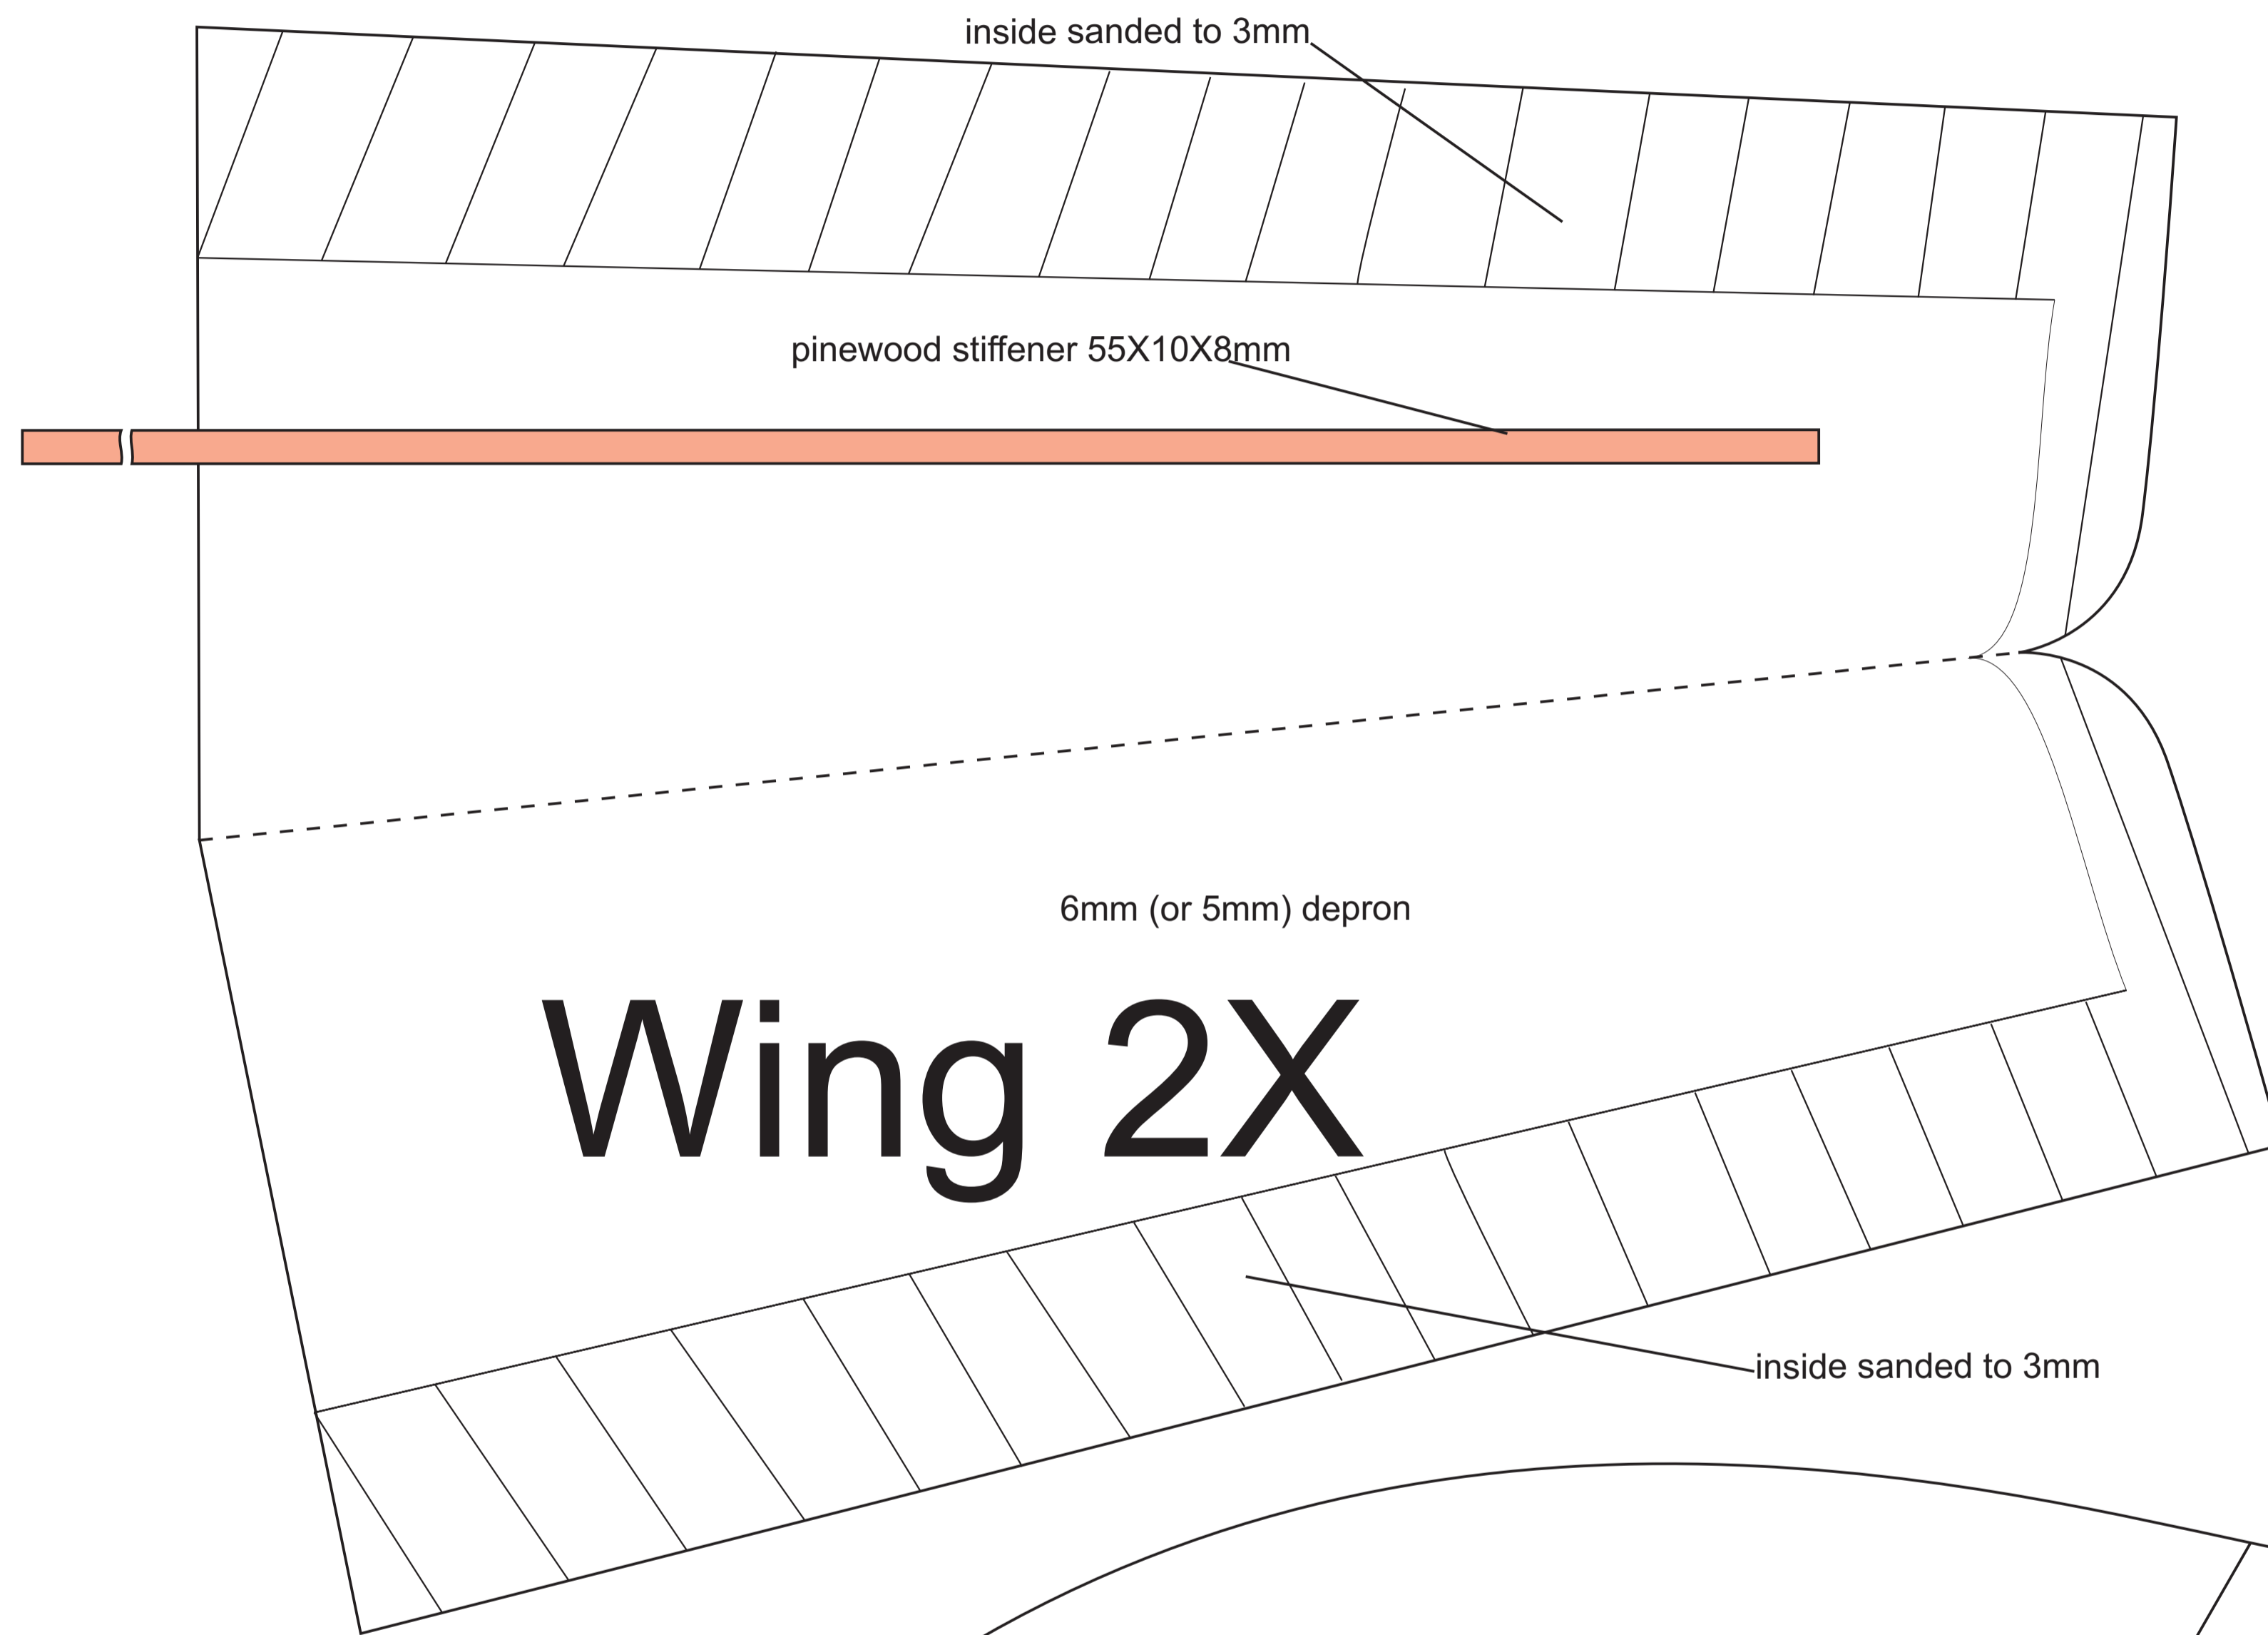 inside sanded to 3mm
pinewood stiffener 55X10X8mm
6mm (or 5mm) depron
Wing 2X
inside sanded to 3mm